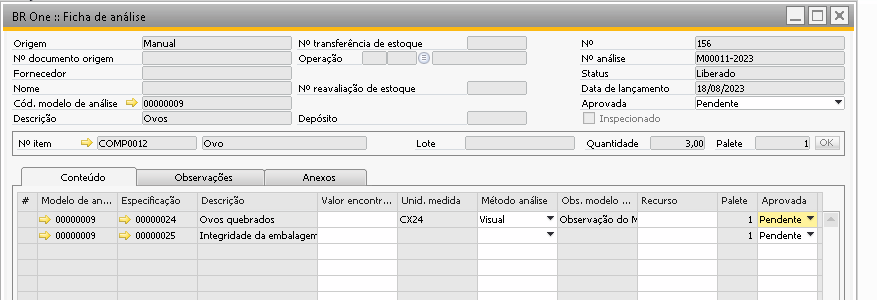 BR One :: Ficha de análise
Origem Manual Nº transferência de estoque Nº 156
Nº documento origem Operação Nº análise M00011-2023
Fornecedor Status Liberado
Nome Nº reavaliação de estoque Data de lançamento 18/08/2023
Cód. modelo de análise 00000009 Aprovada Pendente
Descrição Ovos Depósito Inspecionado
Nº item COMP0012 Ovo Lote Quantidade 3,00 Palete 1 OK
Conteúdo Observações Anexos
# Modelo de an... Especificação Descrição Valor encontr... Unid. medida Método análise Obs. modelo ... Recurso Palete Aprovada
00000009 00000024 Ovos quebrados CX24 Visual Observação do M 1 Pendente
00000009 00000025 Integridade da embalagem 1 Pendente